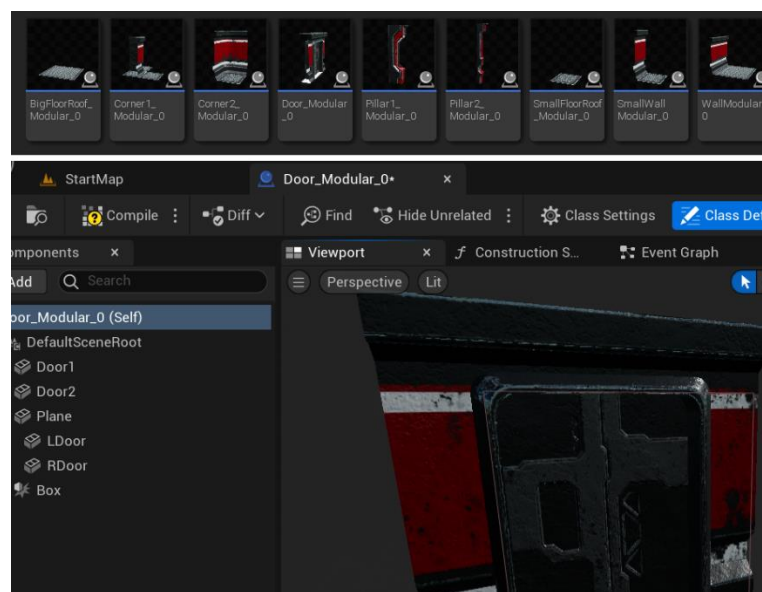 BigFloorRoof_
Modular_0
Corner1_
Modular_0
Corner2_
Modular_0
Door_Modular
_0
Pillar1_
Modular_0
Pillar2_
Modular_0
SmallFloorRoof
_Modular_0
SmallWall
Modular_0
WallModular
0
StartMap
Door_Modular_0*
Compile
Diff
Find
Hide Unrelated
Class Settings
Class Def
omponents
Viewport
Construction S...
Event Graph
Add
Search
Perspective
Lit
oor_Modular_0 (Self)
DefaultSceneRoot
Door1
Door2
Plane
LDoor
RDoor
Box